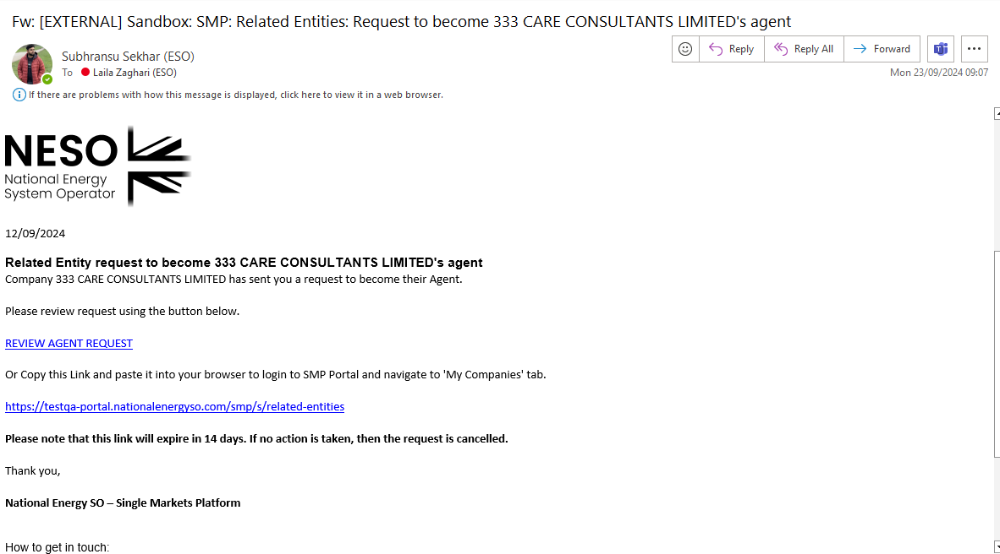 Fw: [EXTERNAL] Sandbox: SMP: Related Entities: Request to become 333 CARE CONSULTANTS LIMITED's agent
Subhransu Sekhar (ESO)
To Laila Zaghari (ESO)
Reply
Reply All
Forward
Mon 23/09/2024 09:07
If there are problems with how this message is displayed, click here to view it in a web browser.
NESO
National Energy
System Operator
12/09/2024
Related Entity request to become 333 CARE CONSULTANTS LIMITED's agent
Company 333 CARE CONSULTANTS LIMITED has sent you a request to become their Agent.
Please review request using the button below.
REVIEW AGENT REQUEST
Or Copy this Link and paste it into your browser to login to SMP Portal and navigate to 'My Companies' tab.
https://testqa-portal.nationalenergyso.com/smp/s/related-entities
Please note that this link will expire in 14 days. If no action is taken, then the request is cancelled.
Thank you,
National Energy SO – Single Markets Platform
How to get in touch: